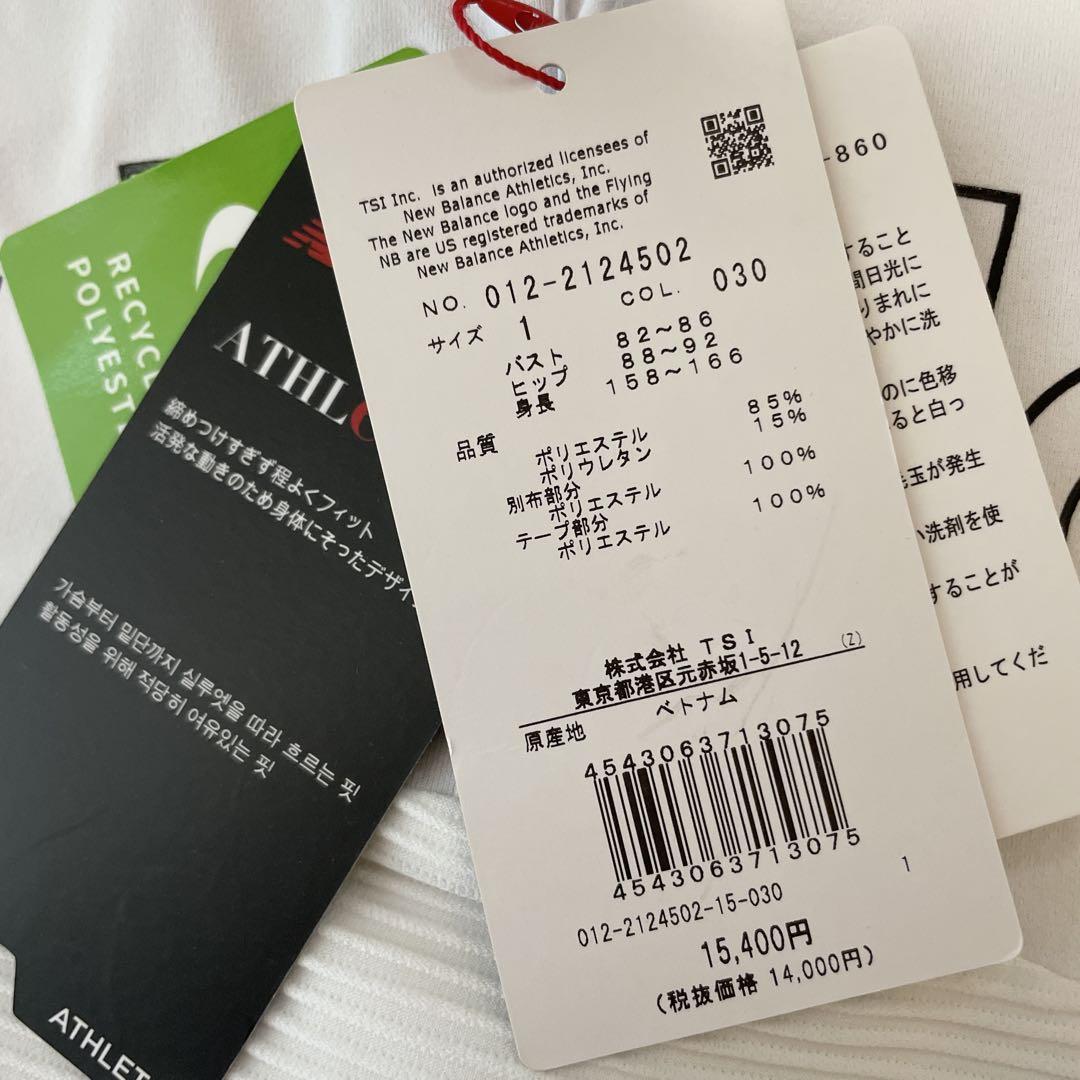 TSI Inc. is an authorized licensees of
New Balance Athletics, Inc.
The New Balance logo and the Flying
NB are US registered trademarks of
New Balance Athletics, Inc.
NO. 012-2124502
COL. 030
サイズ 1
バスト 82～86
ヒップ 88～92
身長 158～166
品質
ポリエステル 85%
ポリウレタン 15%
別布部分
ポリエステル 100%
テープ部分
ポリエステル 100%
株式会社 TSI
東京都港区元赤坂1-5-12 (Z)
原産地 ベトナム
4543063713075
4543063713075
012-2124502-15-030
1
15,400円
(税抜価格 14,000円)
RECYCL
POLYEST
ATHL
締めつけすぎず程よくフィット
活発な動きのため身体にそったデザイ
가슴부터 밑단까지 실루엣을 따라 흐르는 핏
활동성을 위해 적당히 여유있는 핏
ATHLET
-860
すること
間日光に
りまれに
やかに洗
のに色移
ると白っ
毛玉が発生
い洗剤を使
することが
用してくだ